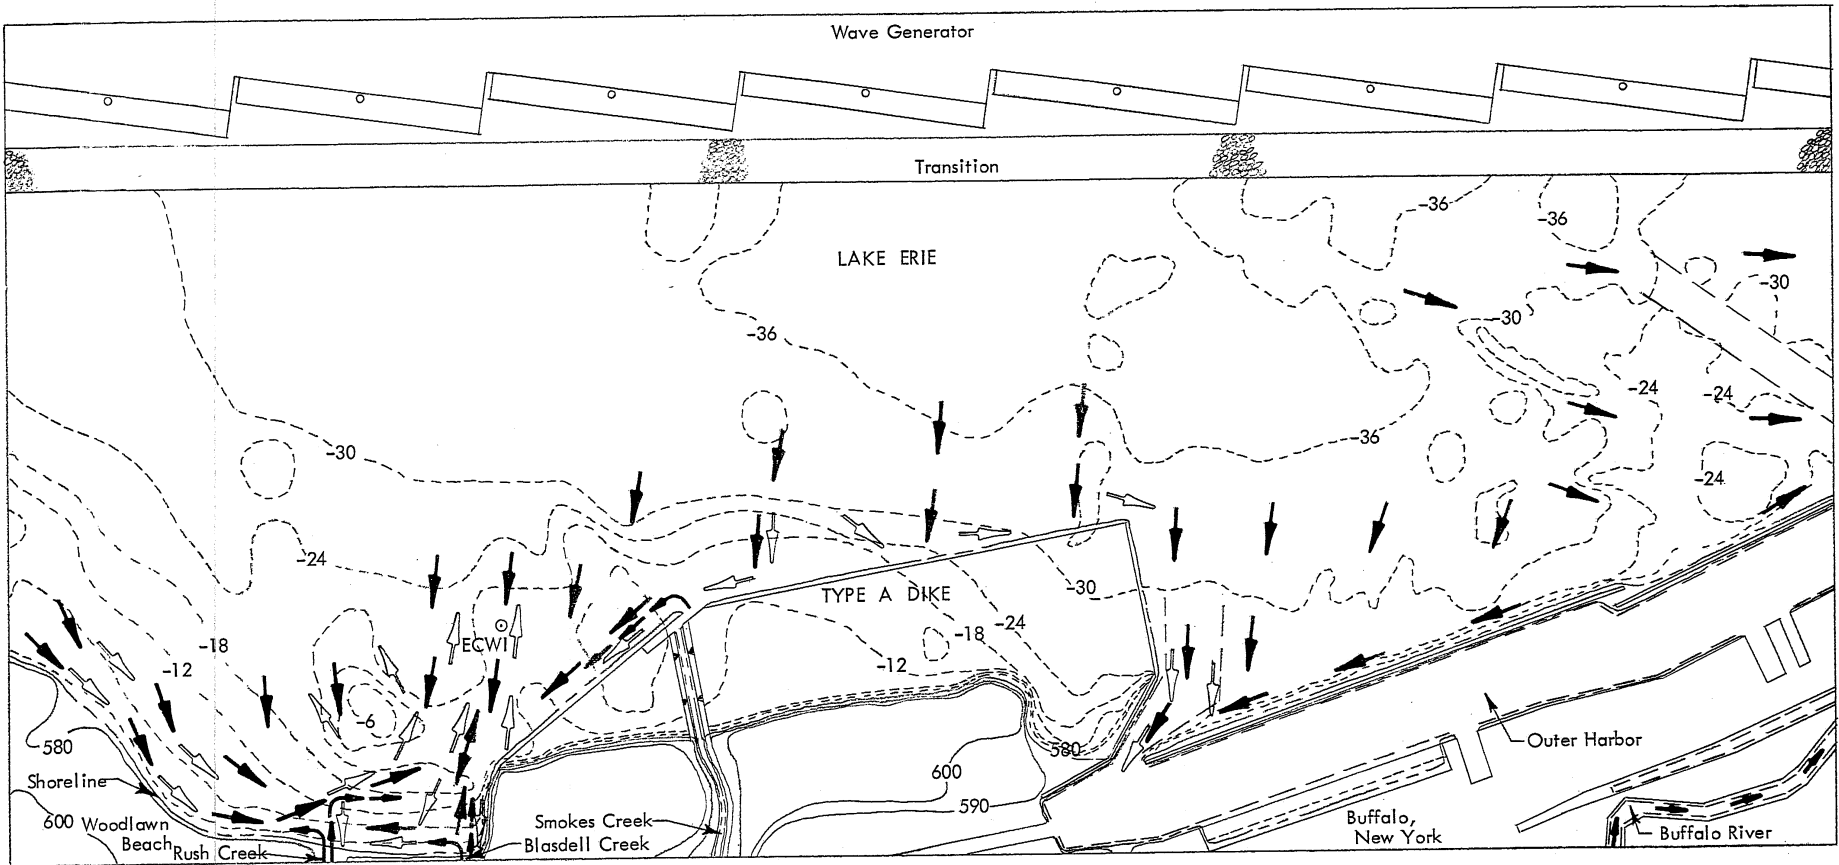 Wave Generator
Transition
-36
-36
LAKE ERIE
-30
-30
-36
-24
-24
-36
-30
-24
-24
-30
TYPE A DIKE
-24
-18
ECWI
-18
-12
-12
-6
580
580
Outer Harbor
Shoreline
600
590
600
Woodlawn
Beach
Rush Creek
Smokes Creek
Blasdell Creek
Buffalo,
New York
Buffalo River